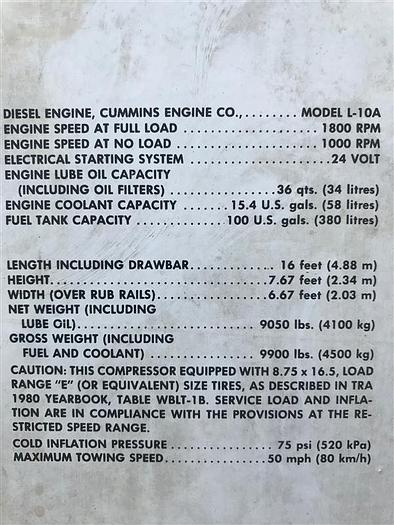 DIESEL ENGINE, CUMMINS ENGINE CO.,........ MODEL L-10A
ENGINE SPEED AT FULL LOAD .................. 1800 RPM
ENGINE SPEED AT NO LOAD .................. 1000 RPM
ELECTRICAL STARTING SYSTEM .................. 24 VOLT
ENGINE LUBE OIL CAPACITY
(INCLUDING OIL FILTERS) .................. 36 qts. (34 litres)
ENGINE COOLANT CAPACITY ....... 15.4 U.S. gals. (58 litres)
FUEL TANK CAPACITY ............ 100 U.S. gals. (380 litres)
LENGTH INCLUDING DRAWBAR............ 16 feet (4.88 m)
HEIGHT............................ 7.67 feet (2.34 m)
WIDTH (OVER RUB RAILS)............... 6.67 feet (2.03 m)
NET WEIGHT (INCLUDING
LUBE OIL)....................... 9050 lbs. (4100 kg)
GROSS WEIGHT (INCLUDING
FUEL AND COOLANT) .............. 9900 lbs. (4500 kg)
CAUTION: THIS COMPRESSOR EQUIPPED WITH 8.75 x 16.5, LOAD
RANGE "E" (OR EQUIVALENT) SIZE TIRES, AS DESCRIBED IN TRA
1980 YEARBOOK, TABLE WBLT-1B. SERVICE LOAD AND INFLA-
TION ARE IN COMPLIANCE WITH THE PROVISIONS AT THE RE-
STRICTED SPEED RANGE.
COLD INFLATION PRESSURE ............... 75 psi (520 kPa)
MAXIMUM TOWING SPEED............... 50 mph (80 km/h)